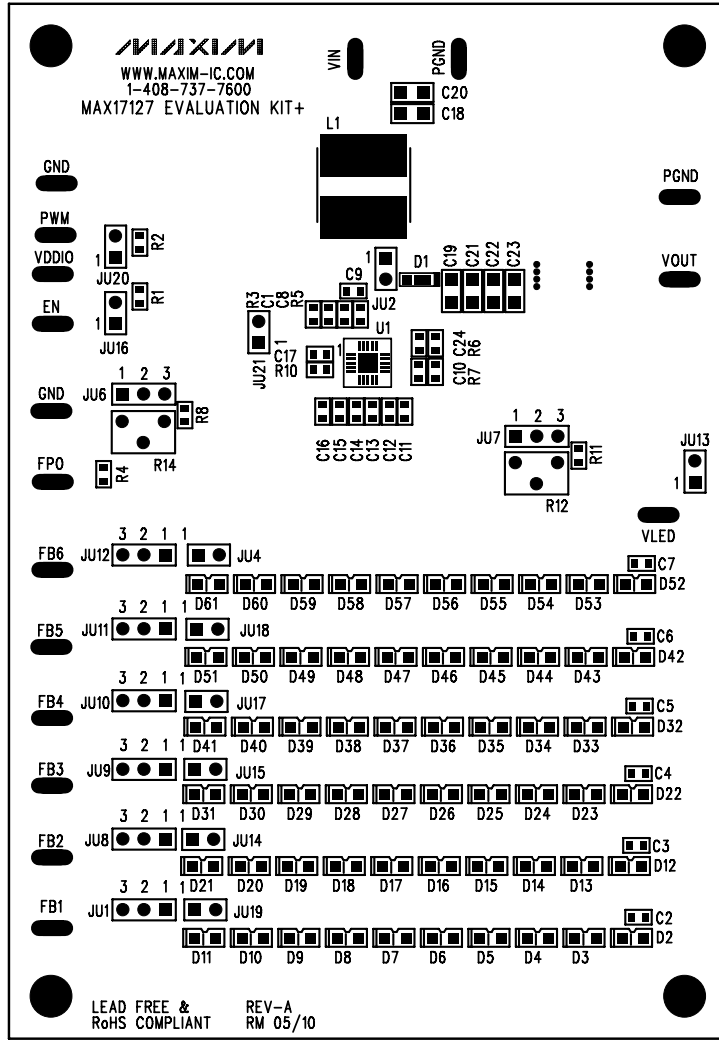 MAXIM
WWW.MAXIM-IC.COM
1-408-737-7600
MAX17127 EVALUATION KIT+
VIN
PGND
C20
C18
L1
GND
PGND
PWM
VDDIO
1
JU20
R2
EN
1
JU16
R1
VOUT
1
JU2
D1
C19
C21
C22
C23
C9
R3
C1
C8
R5
1
JU21
C17
R10
1
U1
C24
R6
C10
R7
GND
1 2 3
JU6
R8
R14
FPO
R4
C16
C15
C14
C13
C12
C11
1 2 3
JU7
R11
R12
JU13
1
VLED
FB6
3 2 1 1
JU12
JU4
C7
D61 D60 D59 D58 D57 D56 D55 D54 D53 D52
FB5
3 2 1 1
JU11
JU18
C6
D51 D50 D49 D48 D47 D46 D45 D44 D43 D42
FB4
3 2 1 1
JU10
JU17
C5
D41 D40 D39 D38 D37 D36 D35 D34 D33 D32
FB3
3 2 1 1
JU9
JU15
C4
D31 D30 D29 D28 D27 D26 D25 D24 D23 D22
FB2
3 2 1 1
JU8
JU14
C3
D21 D20 D19 D18 D17 D16 D15 D14 D13 D12
FB1
3 2 1 1
JU1
JU19
C2
D11 D10 D9 D8 D7 D6 D5 D4 D3 D2
LEAD FREE & REV-A
RoHS COMPLIANT RM 05/10